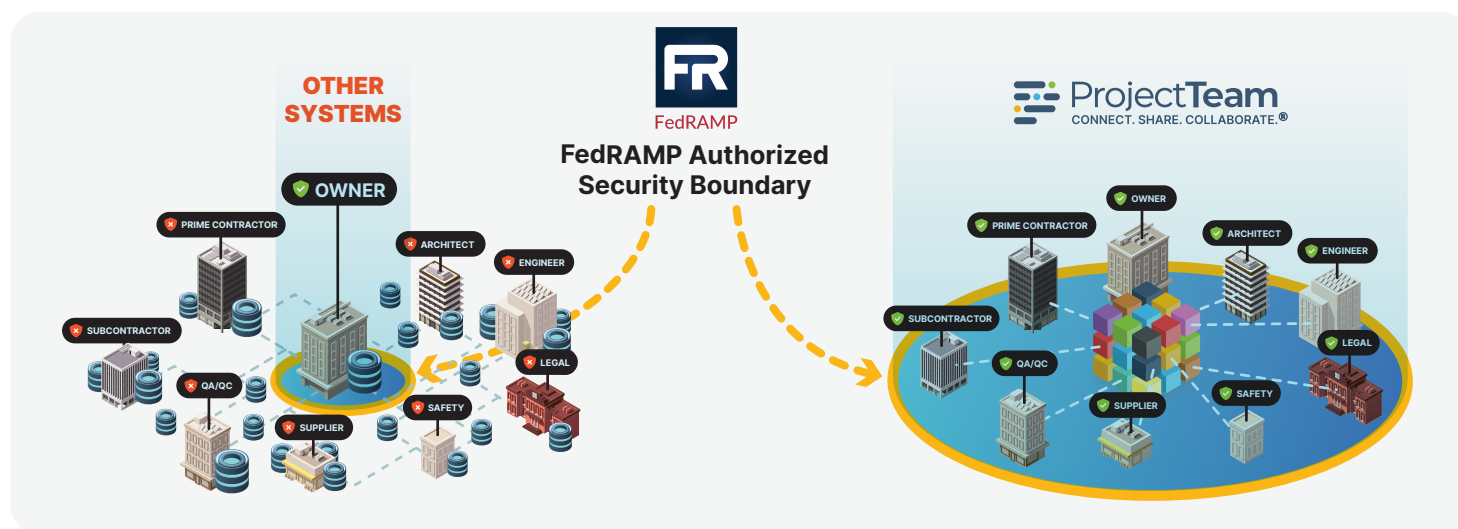 OTHER
SYSTEMS
OWNER
PRIME CONTRACTOR
ARCHITECT
ENGINEER
SUBCONTRACTOR
LEGAL
QA/QC
SAFETY
SUPPLIER
FR
FedRAMP
FedRAMP Authorized
Security Boundary
ProjectTeam
CONNECT. SHARE. COLLABORATE.®
OWNER
PRIME CONTRACTOR
ARCHITECT
ENGINEER
SUBCONTRACTOR
LEGAL
QA/QC
SAFETY
SUPPLIER